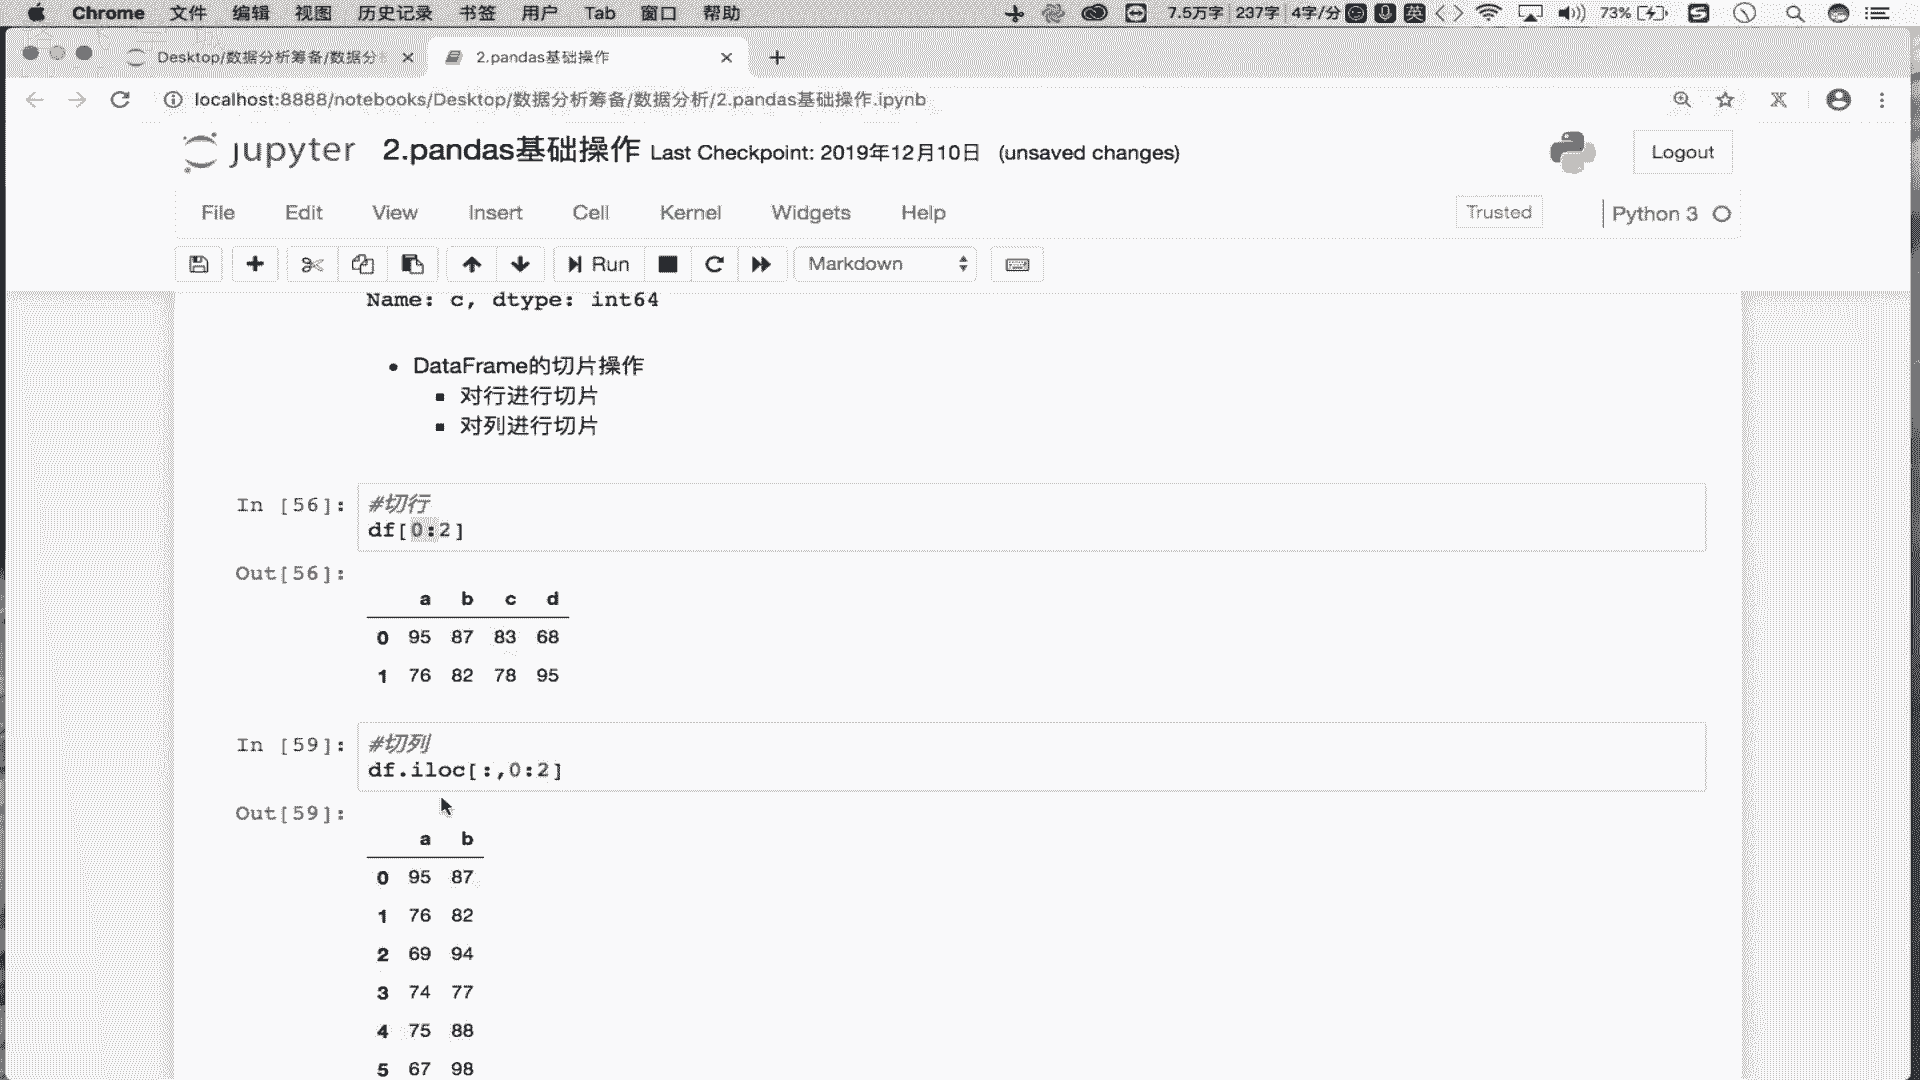 Chrome 文件 编辑 视图 历史记录 书签 用户 Tab 窗口 帮助 7.5万字 237字 4字/分 英 73%
Desktop/数据分析筹备/数据分 2.pandas基础操作
localhost:8888/notebooks/Desktop/数据分析筹备/数据分析/2.pandas基础操作.ipynb
jupyter 2.pandas基础操作 Last Checkpoint: 2019年12月10日 (unsaved changes) Logout
File Edit View Insert Cell Kernel Widgets Help Trusted Python 3
Run Markdown
Name: c, dtype: int64
DataFrame的切片操作
对行进行切片
对列进行切片
In [56]: #切行
df[0:2]
Out[56]:
a b c d
0 95 87 83 68
1 76 82 78 95
In [59]: #切列
df.iloc[:,0:2]
Out[59]:
a b
0 95 87
1 76 82
2 69 94
3 74 77
4 75 88
5 67 98